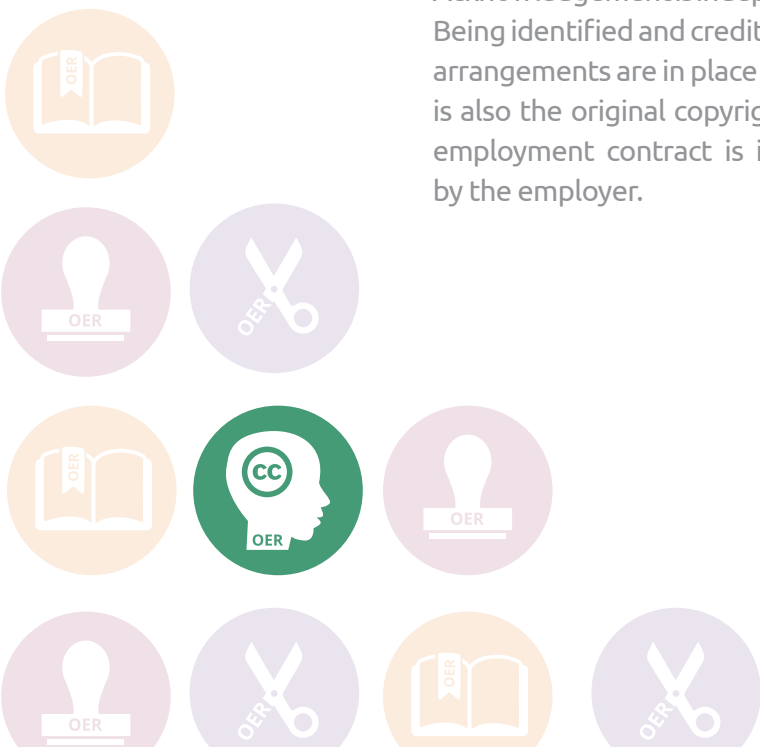 Being identified and credit
arrangements are in place
is also the original copyrig
employment contract is i
by the employer.
OER
OER
OER
OER
CC
OER
OER
OER
OER
OER
OER